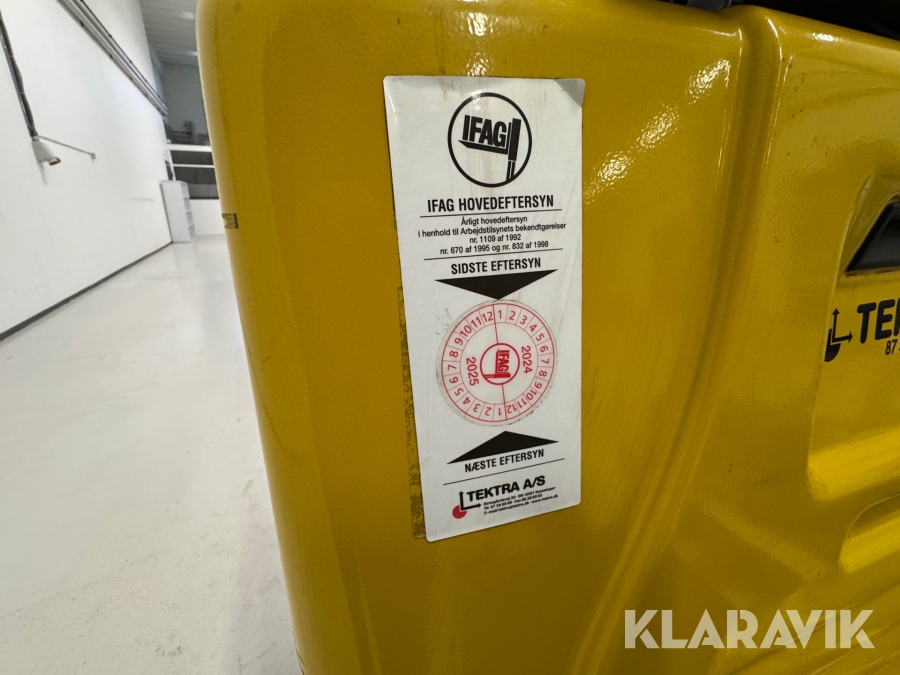 IFAG
IFAG HOVEDEFTERSYN
Årligt hovedeftersyn
i henhold til Arbejdstilsynets bekendtgørelser
nr. 1109 af 1992
nr. 670 af 1995 og nr. 832 af 1998
SIDSTE EFTERSYN
1 2 3 4 5 6 7 8 9 10 11 12
2024
IFAG
2025
1 2 3 4 5 6 7 8 9 10 11 12
NÆSTE EFTERSYN
TEKTRA A/S
TE
87
KLARAVIK